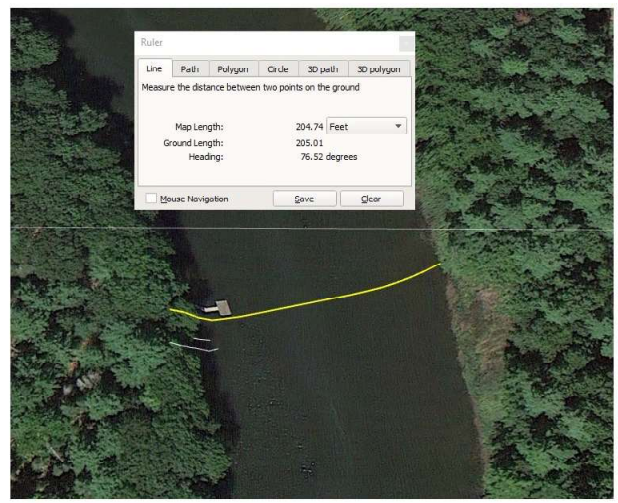 Ruler
Line Path Polygon Circle 3D path 3D polygon
Measure the distance between two points on the ground
Map Length: 204.74 Feet
Ground Length: 205.01
Heading: 76.52 degrees
Mouse Navigation Save Clear